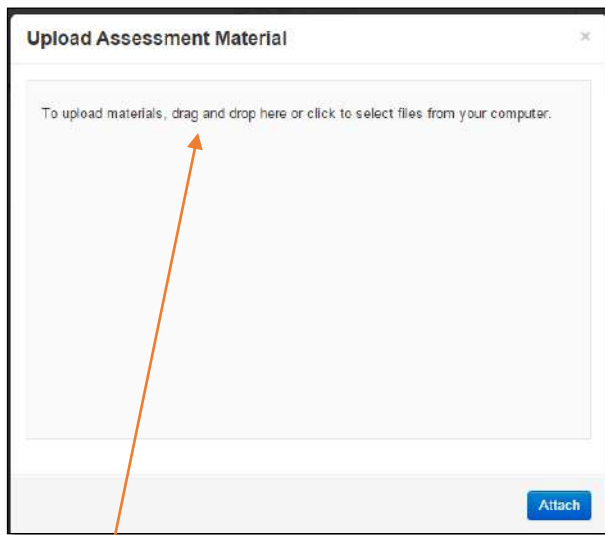 Upload Assessment Material
×
To upload materials, drag and drop here or click to select files from your computer.
Attach